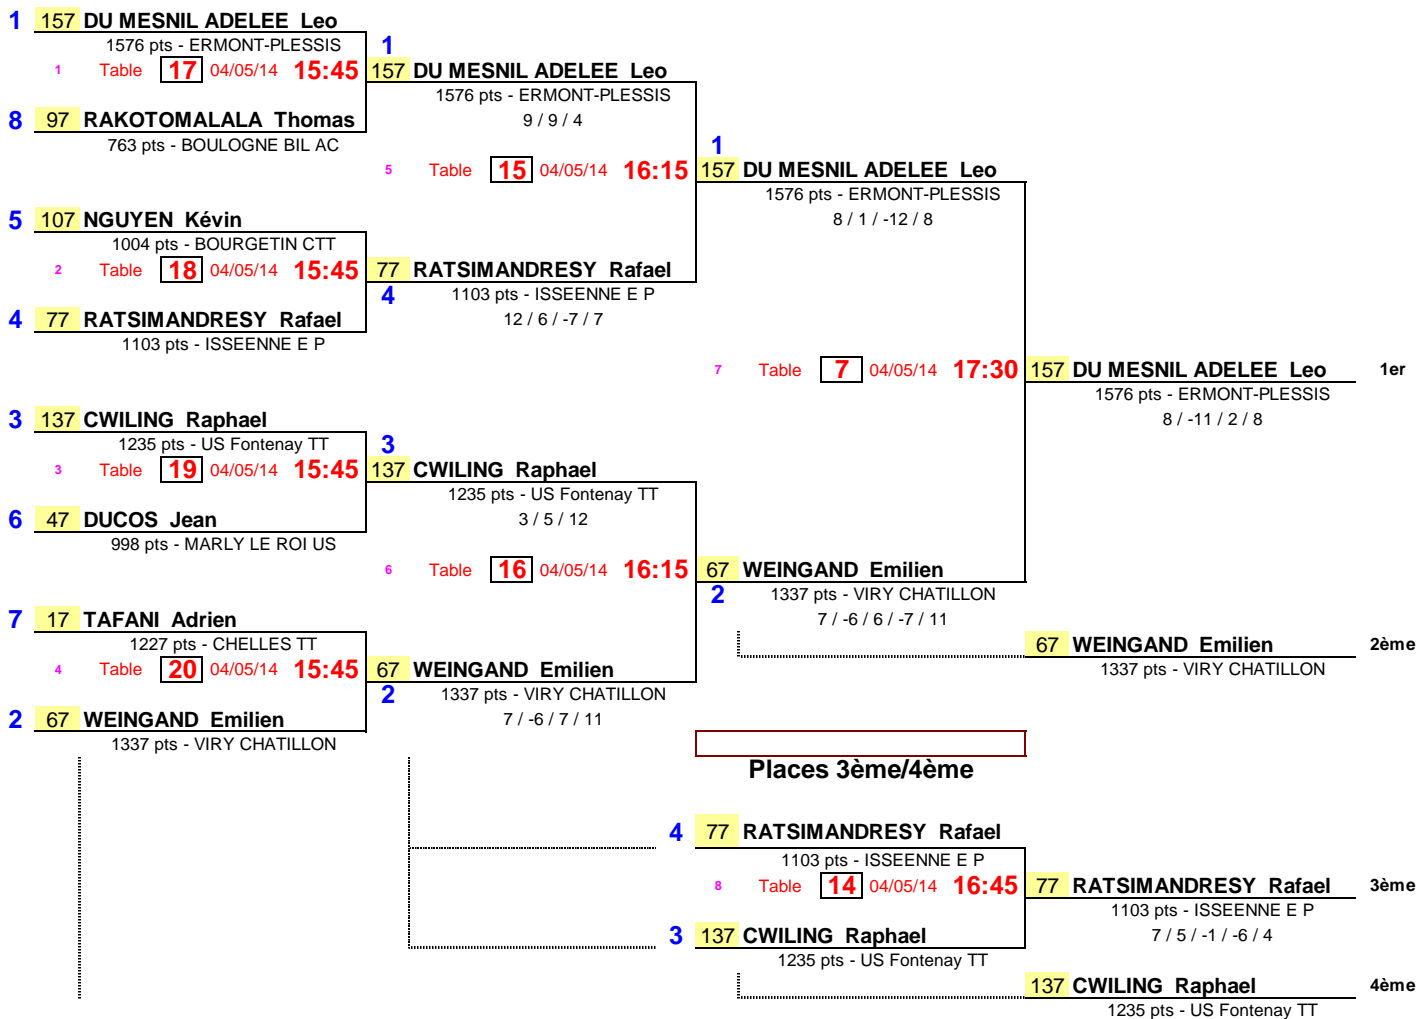 1 157 DU MESNIL ADELEE Leo
1576 pts - ERMONT-PLESSIS
1 Table 17 04/05/14 15:45
8 97 RAKOTOMALALA Thomas
763 pts - BOULOGNE BIL AC
5 107 NGUYEN Kévin
1004 pts - BOURGETIN CTT
2 Table 18 04/05/14 15:45
4 77 RATSIMANDRESY Rafael
1103 pts - ISSEENNE E P
3 137 CWILING Raphael
1235 pts - US Fontenay TT
3 Table 19 04/05/14 15:45
6 47 DUCOS Jean
998 pts - MARLY LE ROI US
7 17 TAFANI Adrien
1227 pts - CHELLES TT
4 Table 20 04/05/14 15:45
2 67 WEINGAND Emilien
1337 pts - VIRY CHATILLON
1
157 DU MESNIL ADELEE Leo
1576 pts - ERMONT-PLESSIS
9 / 9 / 4
5 Table 15 04/05/14 16:15
77 RATSIMANDRESY Rafael
4
1103 pts - ISSEENNE E P
12 / 6 / -7 / 7
3
137 CWILING Raphael
1235 pts - US Fontenay TT
3 / 5 / 12
6 Table 16 04/05/14 16:15
67 WEINGAND Emilien
2
1337 pts - VIRY CHATILLON
7 / -6 / 7 / 11
1
157 DU MESNIL ADELEE Leo
1576 pts - ERMONT-PLESSIS
8 / 1 / -12 / 8
7 Table 7 04/05/14 17:30
67 WEINGAND Emilien
2
1337 pts - VIRY CHATILLON
7 / -6 / 6 / -7 / 11
157 DU MESNIL ADELEE Leo 1er
1576 pts - ERMONT-PLESSIS
8 / -11 / 2 / 8
67 WEINGAND Emilien 2ème
1337 pts - VIRY CHATILLON
Places 3ème/4ème
4 77 RATSIMANDRESY Rafael
1103 pts - ISSEENNE E P
8 Table 14 04/05/14 16:45
3 137 CWILING Raphael
1235 pts - US Fontenay TT
77 RATSIMANDRESY Rafael 3ème
1103 pts - ISSEENNE E P
7 / 5 / -1 / -6 / 4
137 CWILING Raphael 4ème
1235 pts - US Fontenay TT